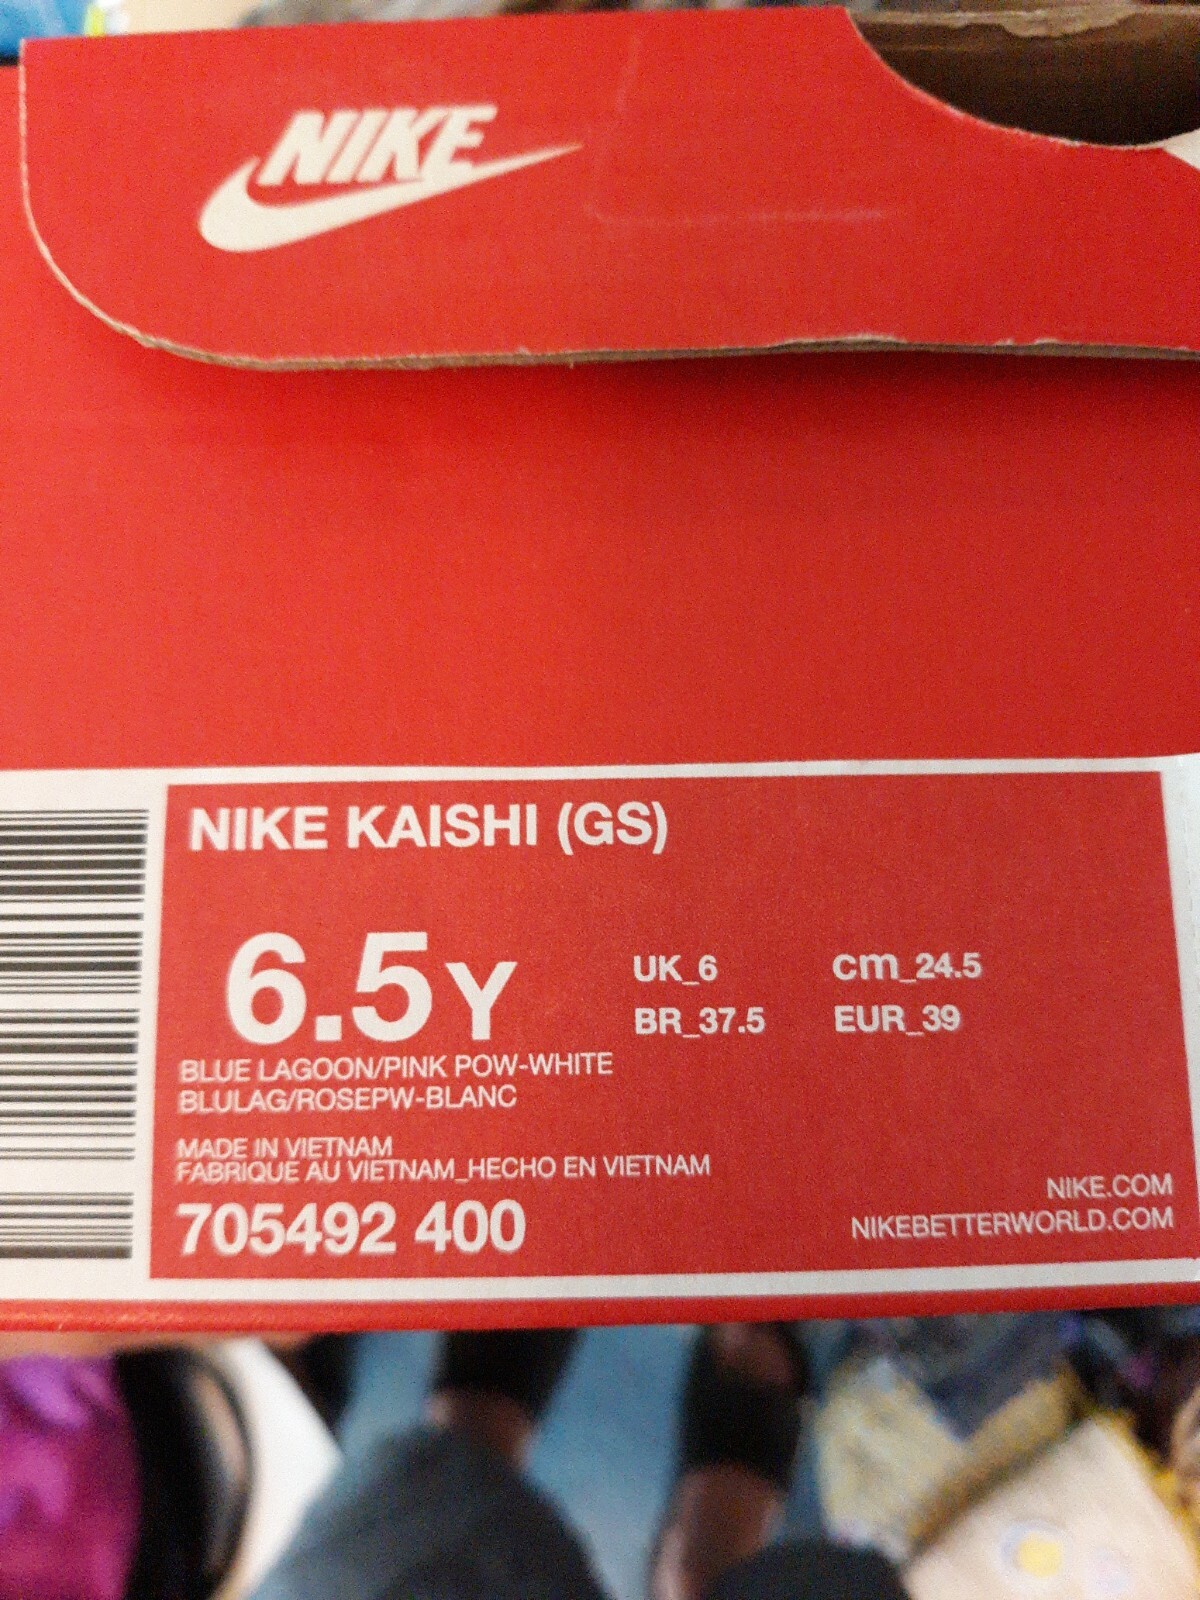 NIKE
NIKE KAISHI (GS)
6.5Y
UK_6
cm_24.5
BR_37.5
EUR_39
BLUE LAGOON/PINK POW-WHITE
BLULAG/ROSEPW-BLANC
MADE IN VIETNAM
FABRIQUE AU VIETNAM_HECHO EN VIETNAM
705492 400
NIKE.COM
NIKEBETTERWORLD.COM